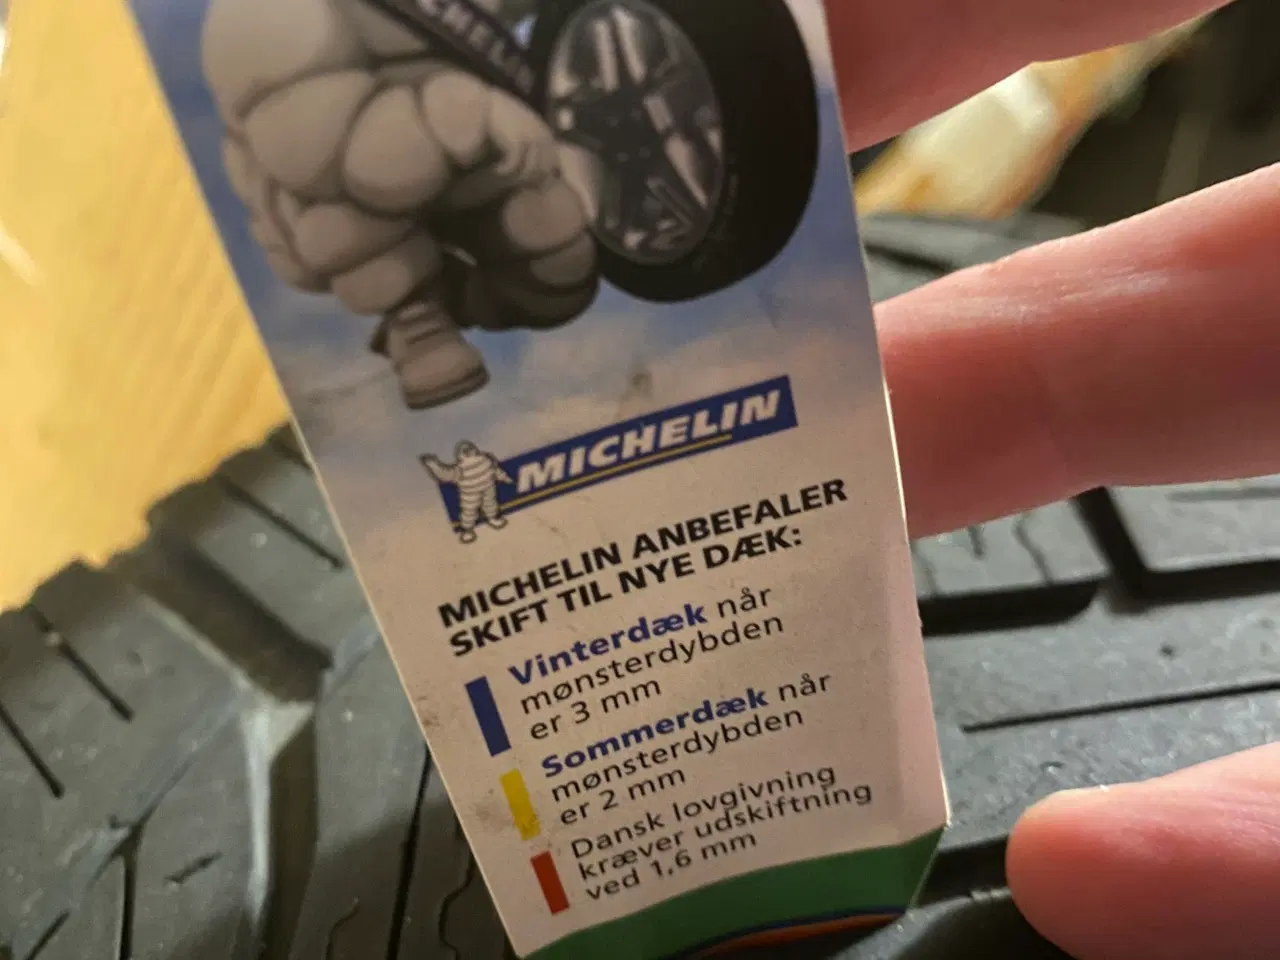 CHELIN
MICHELIN
MICHELIN ANBEFALER
SKIFT TIL NYE DÆK:
Vinterdæk når
mønsterdybden
er 3 mm
Sommerdæk når
mønsterdybden
er 2 mm
Dansk lovgivning
kræver udskiftning
ved 1,6 mm